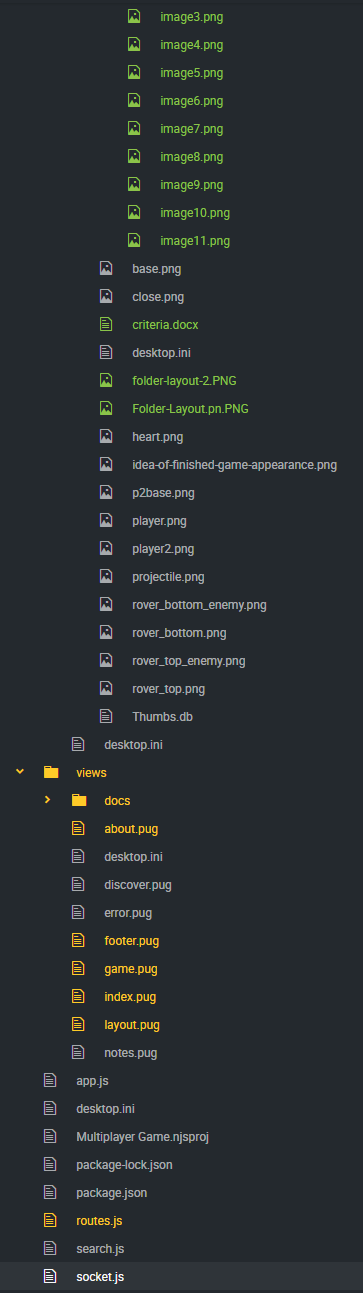 image3.png
image4.png
image5.png
image6.png
image7.png
image8.png
image9.png
image10.png
image11.png
base.png
close.png
criteria.docx
desktop.ini
folder-layout-2.PNG
Folder-Layout.pn.PNG
heart.png
idea-of-finished-game-appearance.png
p2base.png
player.png
player2.png
projectile.png
rover_bottom_enemy.png
rover_bottom.png
rover_top_enemy.png
rover_top.png
Thumbs.db
desktop.ini
views
docs
about.pug
desktop.ini
discover.pug
error.pug
footer.pug
game.pug
index.pug
layout.pug
notes.pug
app.js
desktop.ini
Multiplayer Game.njsproj
package-lock.json
package.json
routes.js
search.js
socket.js